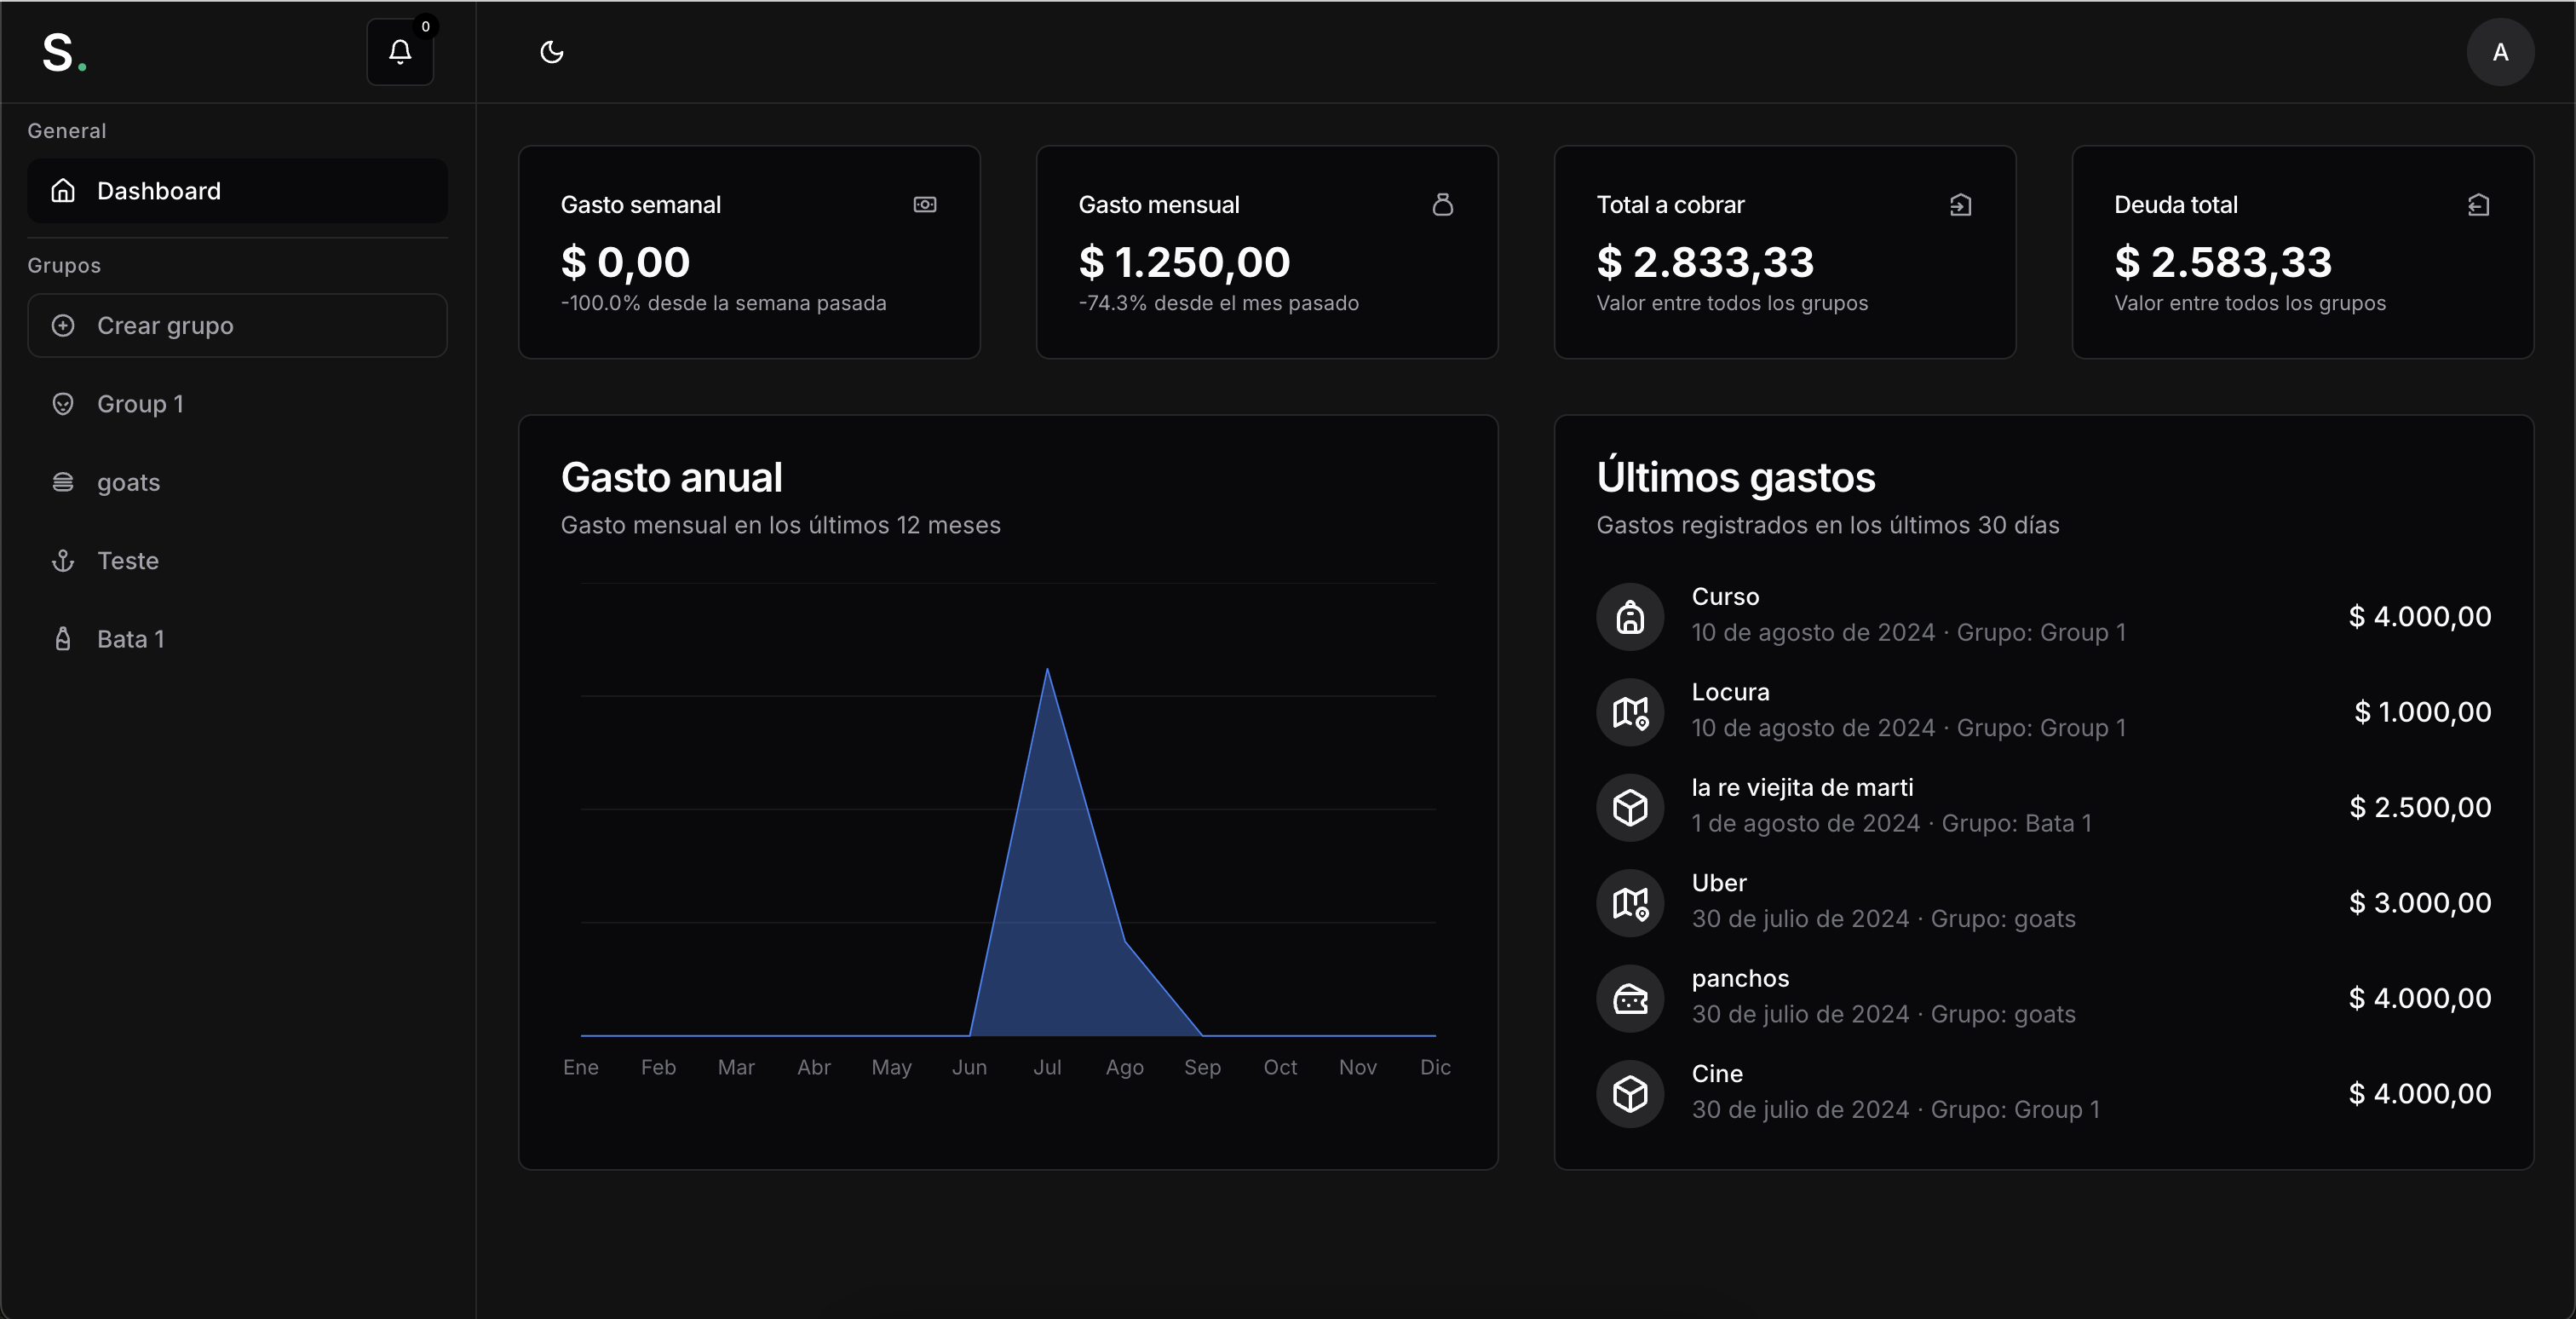 S.
0
A
General
Dashboard
Grupos
Crear grupo
Group 1
goats
Teste
Bata 1
Gasto semanal
$ 0,00
-100.0% desde la semana pasada
Gasto mensual
$ 1.250,00
-74.3% desde el mes pasado
Total a cobrar
$ 2.833,33
Valor entre todos los grupos
Deuda total
$ 2.583,33
Valor entre todos los grupos
Gasto anual
Gasto mensual en los últimos 12 meses
Ene Feb Mar Abr May Jun Jul Ago Sep Oct Nov Dic
Últimos gastos
Gastos registrados en los últimos 30 días
Curso
10 de agosto de 2024 · Grupo: Group 1
$ 4.000,00
Locura
10 de agosto de 2024 · Grupo: Group 1
$ 1.000,00
la re viejita de marti
1 de agosto de 2024 · Grupo: Bata 1
$ 2.500,00
Uber
30 de julio de 2024 · Grupo: goats
$ 3.000,00
panchos
30 de julio de 2024 · Grupo: goats
$ 4.000,00
Cine
30 de julio de 2024 · Grupo: Group 1
$ 4.000,00